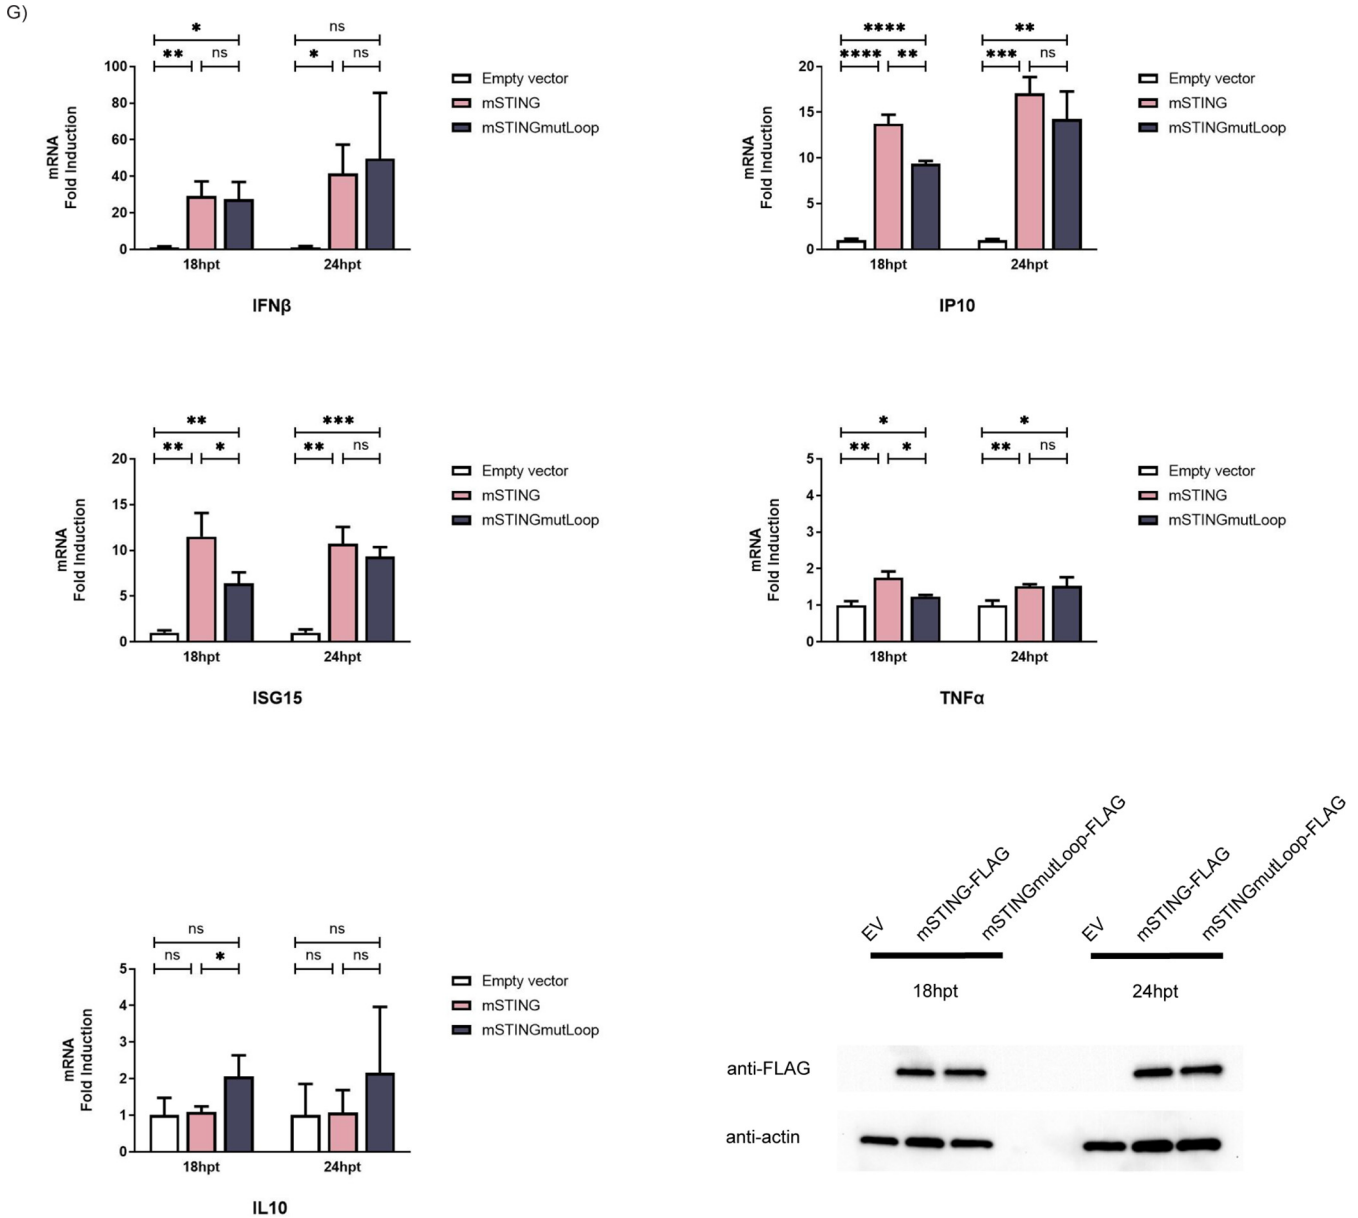 G)
* ns
** ns * ns
100
80
60
40
20
0
mRNA
Fold Induction
18hpt 24hpt
IFNβ
Empty vector
mSTING
mSTINGmutLoop
**** **
**** ** *** ns
20
15
10
5
0
mRNA
Fold Induction
18hpt 24hpt
IP10
Empty vector
mSTING
mSTINGmutLoop
** ***
** * ** ns
20
15
10
5
0
mRNA
Fold Induction
18hpt 24hpt
ISG15
Empty vector
mSTING
mSTINGmutLoop
* *
** * ** ns
5
4
3
2
1
0
mRNA
Fold Induction
18hpt 24hpt
TNFα
Empty vector
mSTING
mSTINGmutLoop
ns ns
ns * ns ns
5
4
3
2
1
0
mRNA
Fold Induction
18hpt 24hpt
IL10
Empty vector
mSTING
mSTINGmutLoop
EV
mSTING-FLAG
mSTINGmutLoop-FLAG
EV
mSTING-FLAG
mSTINGmutLoop-FLAG
18hpt 24hpt
anti-FLAG
anti-actin